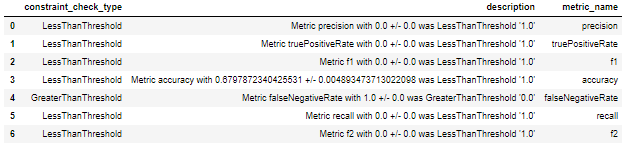 constraint_check_type description metric_name
0 LessThanThreshold Metric precision with 0.0 +/- 0.0 was LessThanThreshold '1.0' precision
1 LessThanThreshold Metric truePositiveRate with 0.0 +/- 0.0 was LessThanThreshold '1.0' truePositiveRate
2 LessThanThreshold Metric f1 with 0.0 +/- 0.0 was LessThanThreshold '1.0' f1
3 LessThanThreshold Metric accuracy with 0.6797872340425531 +/- 0.004893473713022098 was LessThanThreshold '1.0' accuracy
4 GreaterThanThreshold Metric falseNegativeRate with 1.0 +/- 0.0 was GreaterThanThreshold '0.0' falseNegativeRate
5 LessThanThreshold Metric recall with 0.0 +/- 0.0 was LessThanThreshold '1.0' recall
6 LessThanThreshold Metric f2 with 0.0 +/- 0.0 was LessThanThreshold '1.0' f2